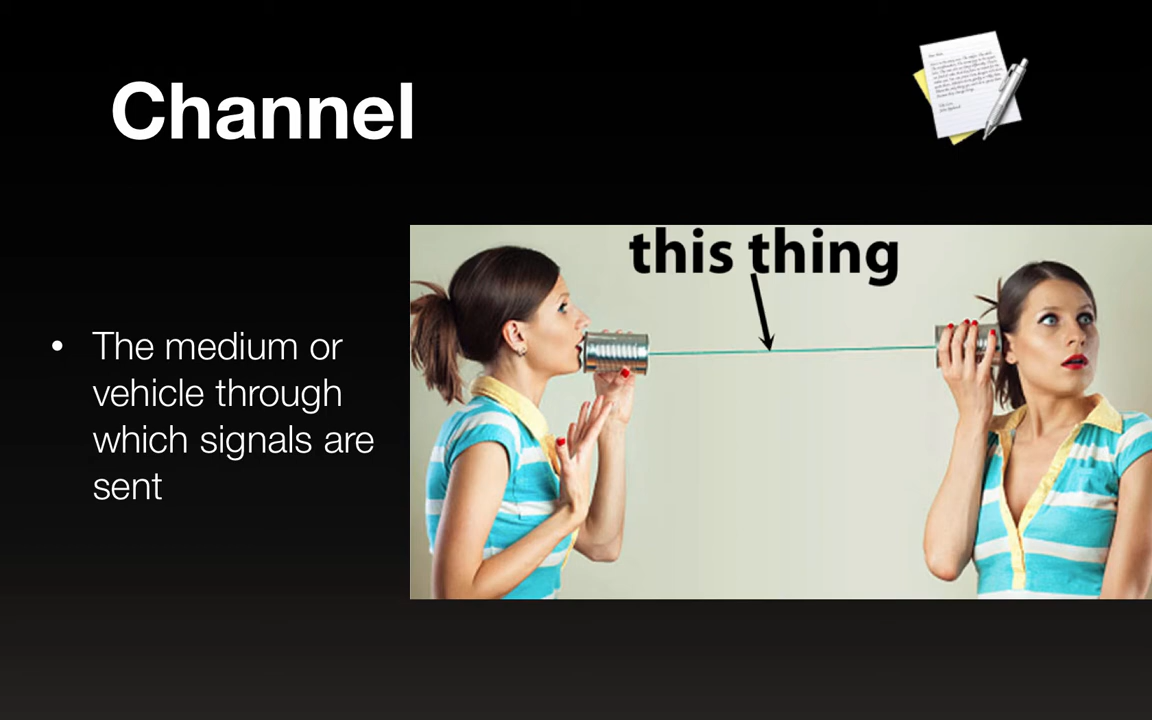 Channel
this thing
The medium or
vehicle through
which signals are
sent